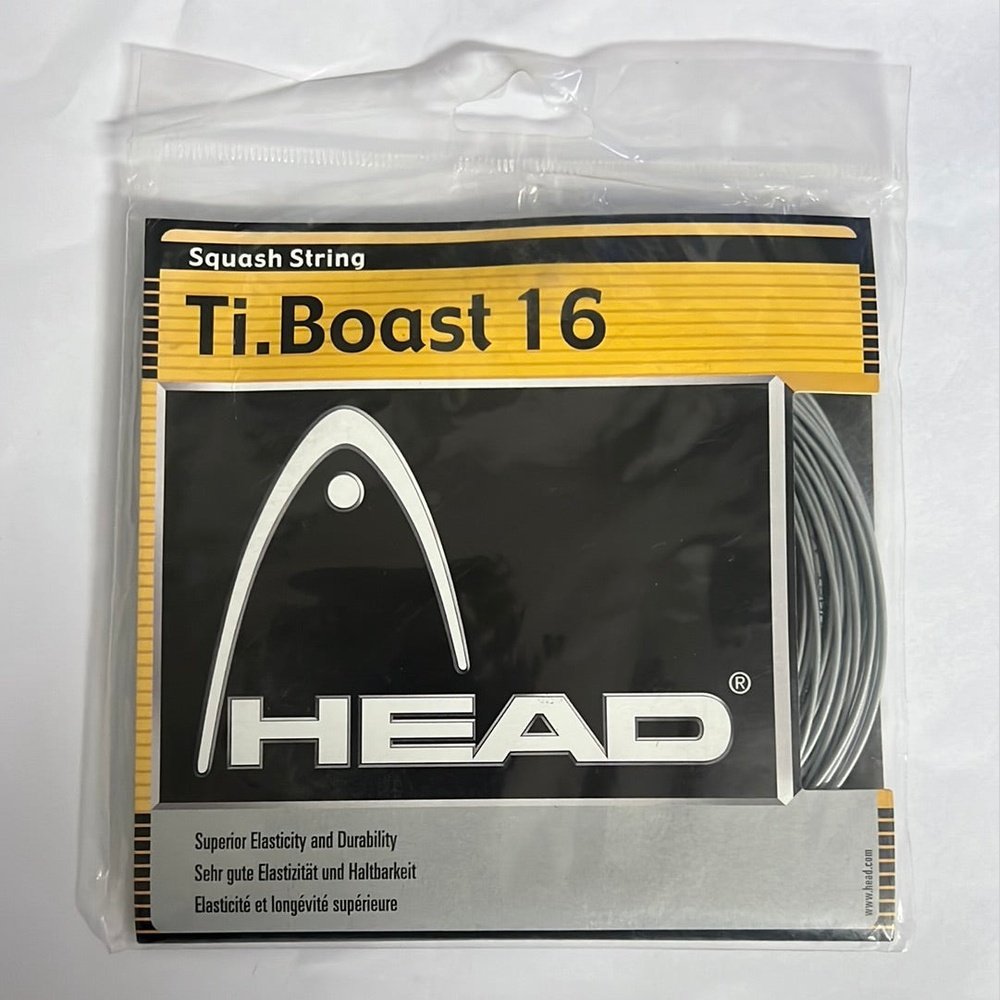 Squash String
Ti.Boast 16
HEAD®
Superior Elasticity and Durability
Sehr gute Elastizität und Haltbarkeit
Elasticité et longévité supérieure
www.head.com